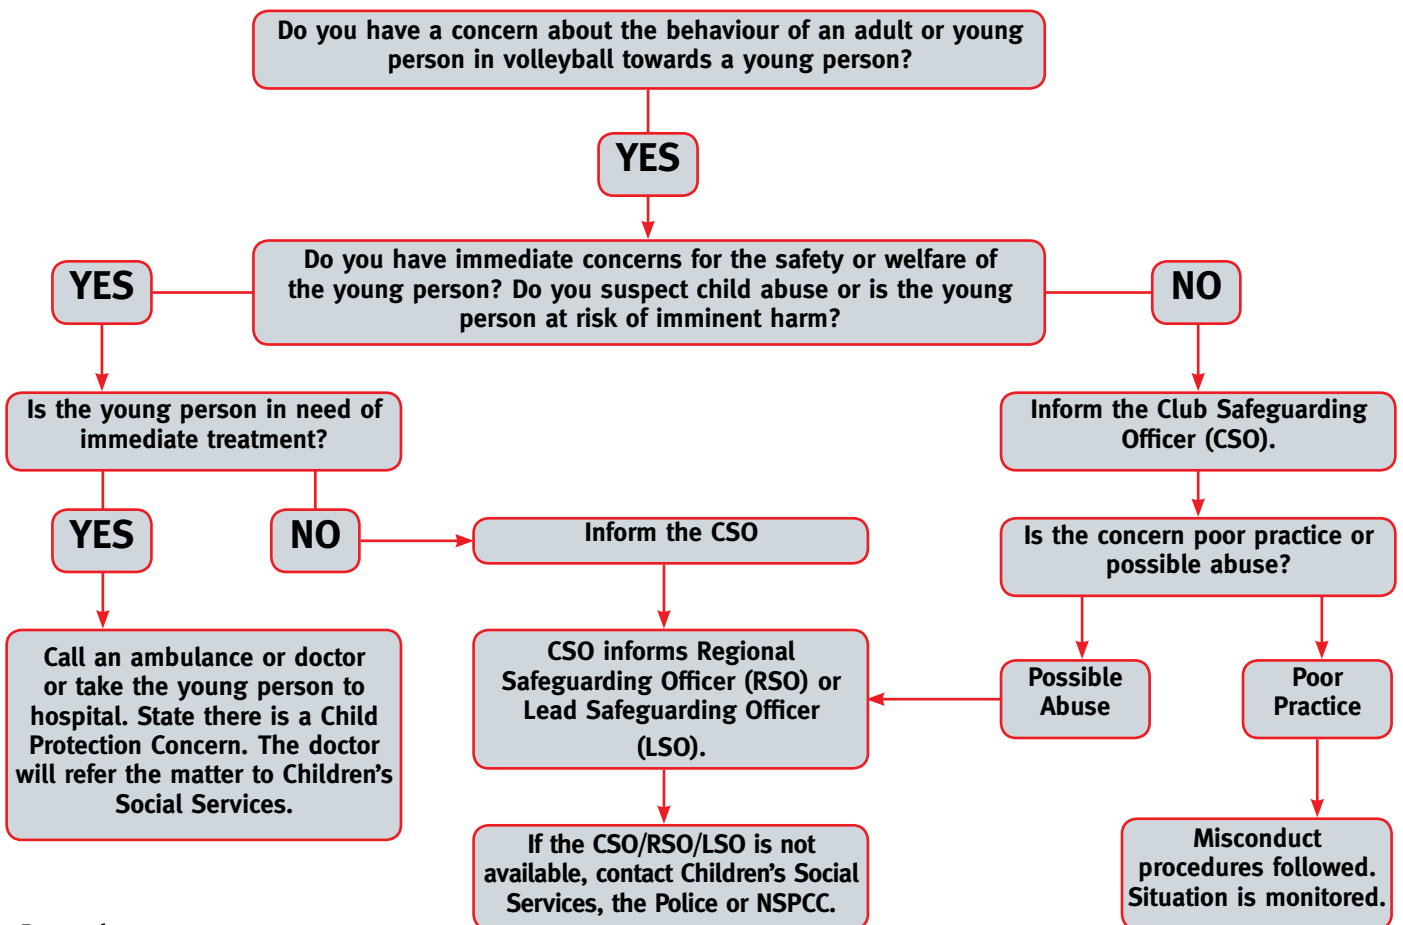 Do you have a concern about the behaviour of an adult or young
person in volleyball towards a young person?
YES
Do you have immediate concerns for the safety or welfare of
the young person? Do you suspect child abuse or is the young
person at risk of imminent harm?
YES
NO
Is the young person in need of
immediate treatment?
Inform the Club Safeguarding
Officer (CSO).
YES
NO
Inform the CSO
Is the concern poor practice or
possible abuse?
Call an ambulance or doctor
or take the young person to
hospital. State there is a Child
Protection Concern. The doctor
will refer the matter to Children’s
Social Services.
CSO informs Regional
Safeguarding Officer (RSO) or
Lead Safeguarding Officer
(LSO).
Possible
Abuse
Poor
Practice
If the CSO/RSO/LSO is not
available, contact Children’s Social
Services, the Police or NSPCC.
Misconduct
procedures followed.
Situation is monitored.